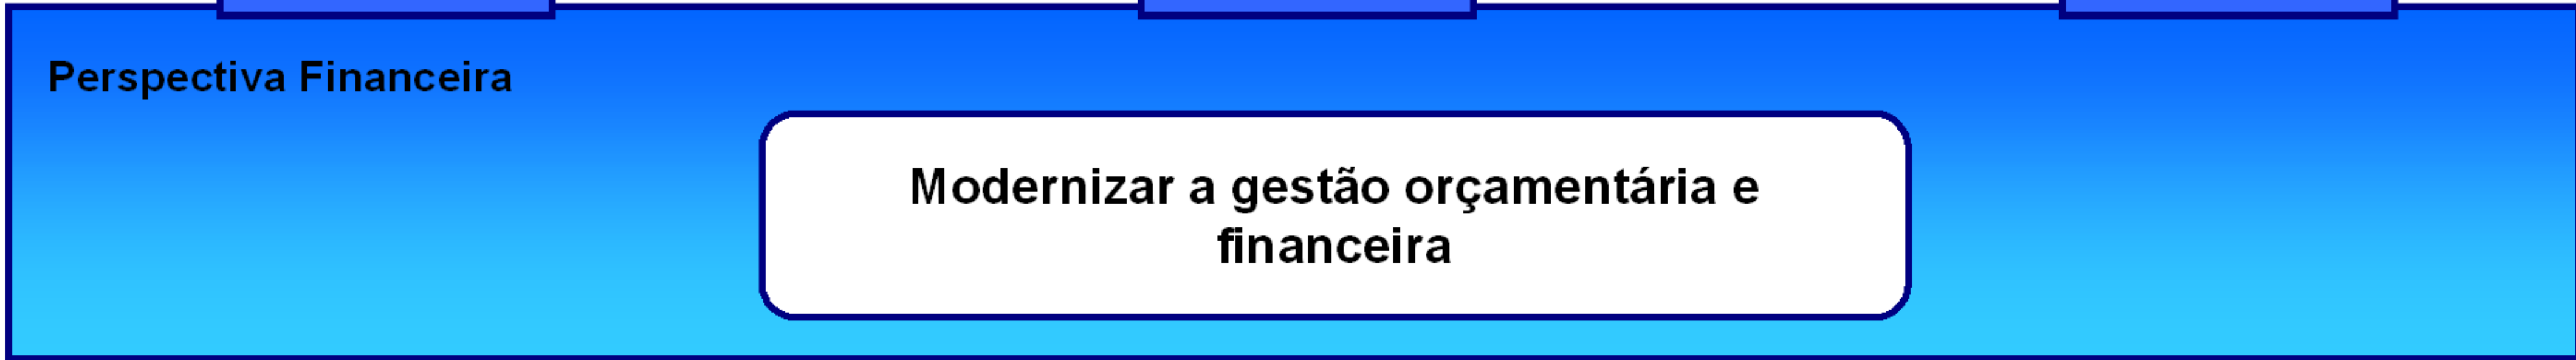 Perspectiva Financeira
Modernizar a gestão orçamentária e
financeira